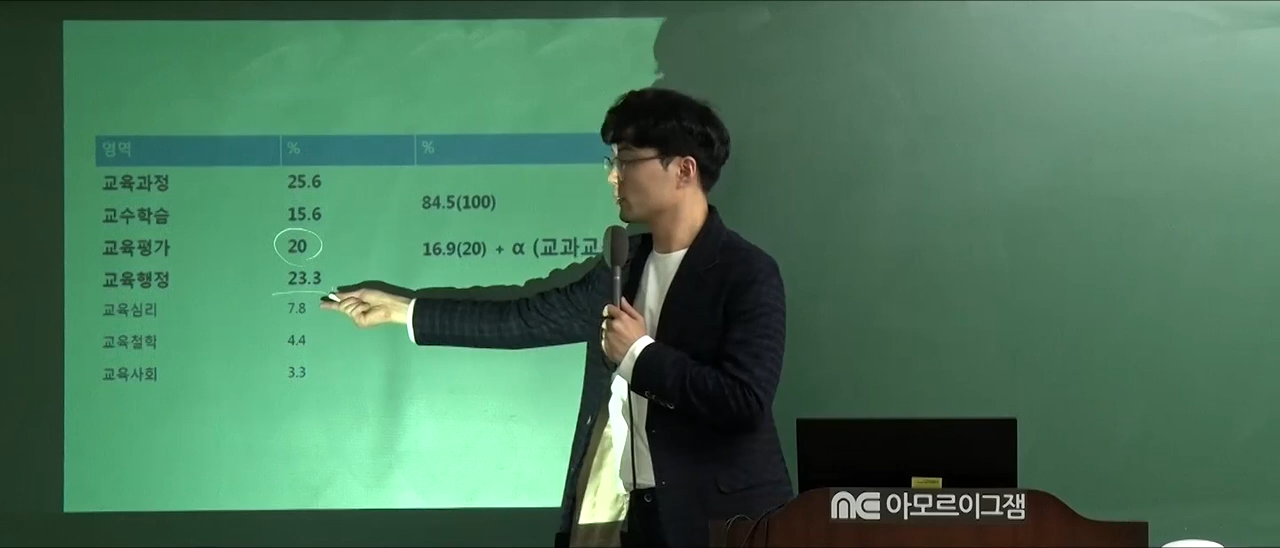 영역 % %
교육과정 25.6
84.5(100)
교수학습 15.6
교육평가 20 16.9(20) + α (교과교
교육행정 23.3
교육심리 7.8
교육철학 4.4
교육사회 3.3
아모르이그잼